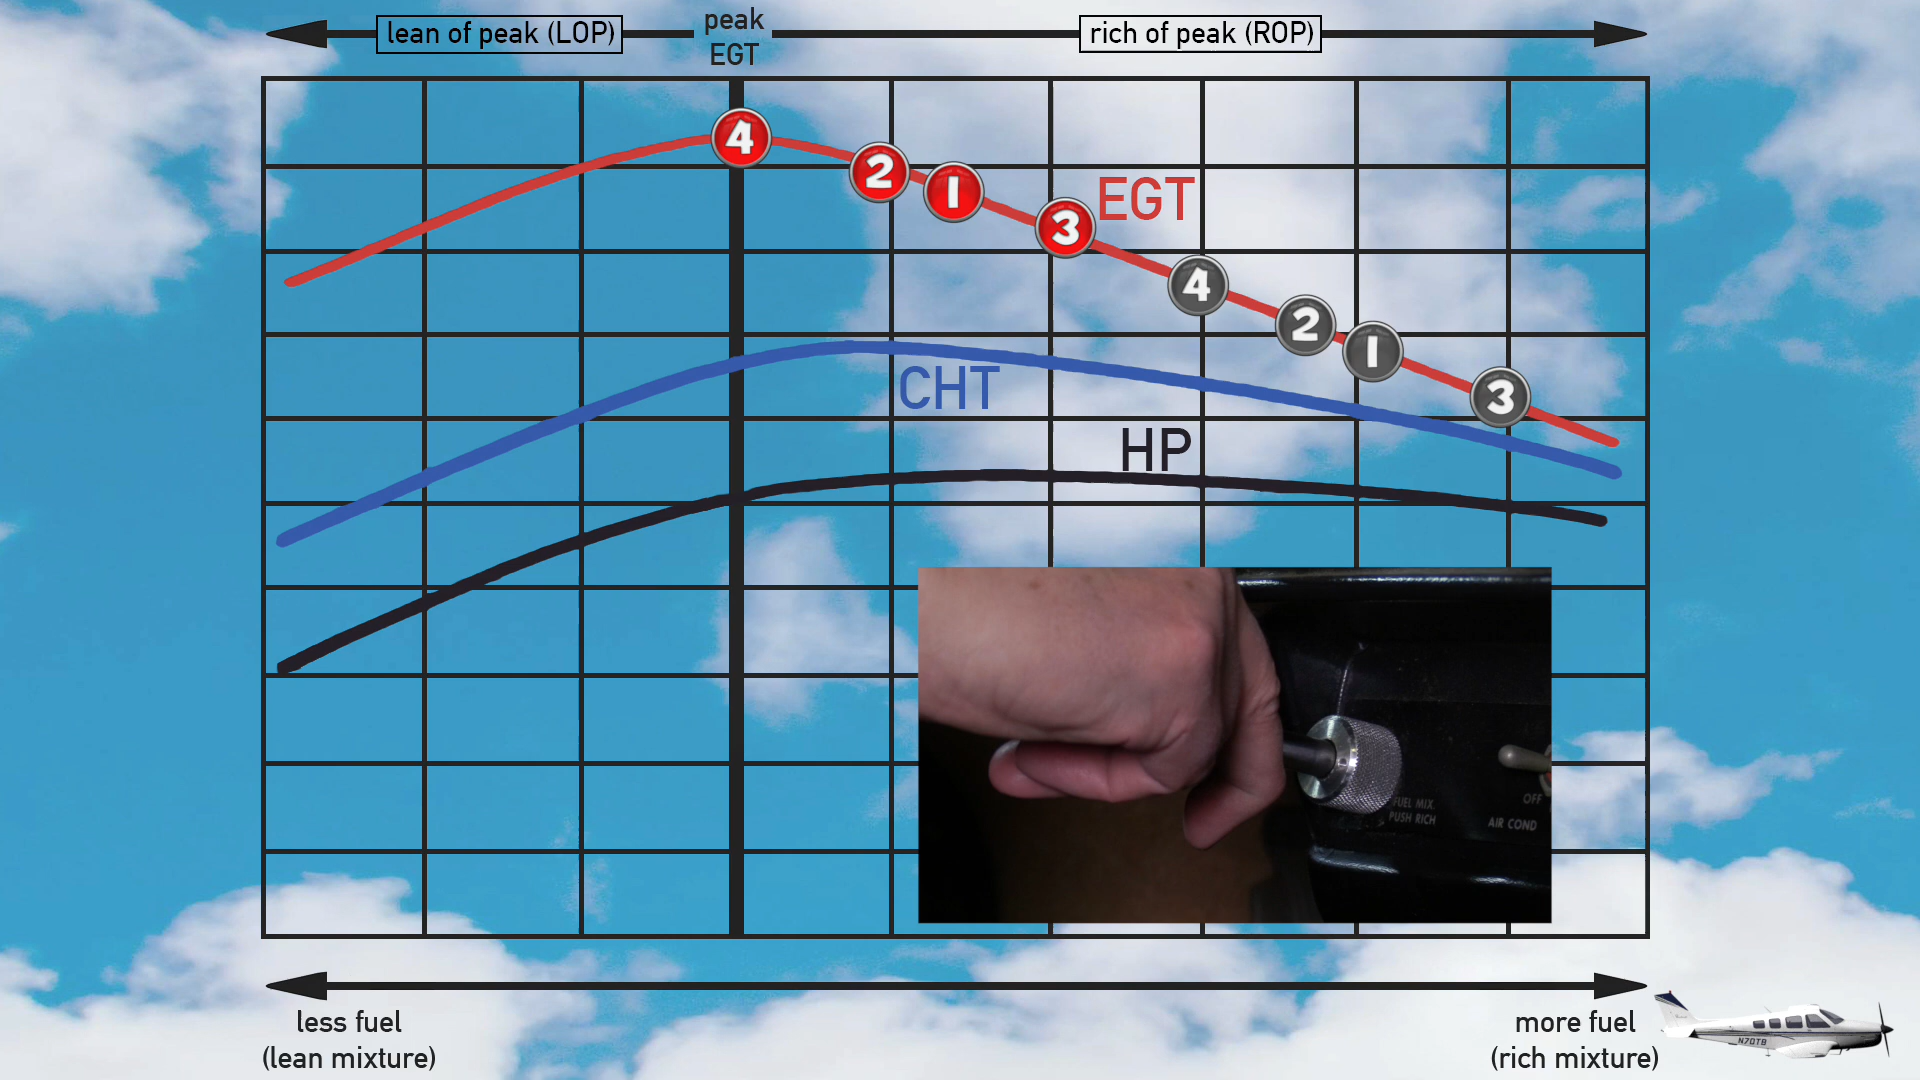 lean of peak (LOP)
peak
EGT
rich of peak (ROP)
4
2
1
3
EGT
4
2
1
3
CHT
HP
FUEL MIX.
PUSH RICH
OFF
AIR COND
less fuel
(lean mixture)
more fuel
(rich mixture)
N70TB